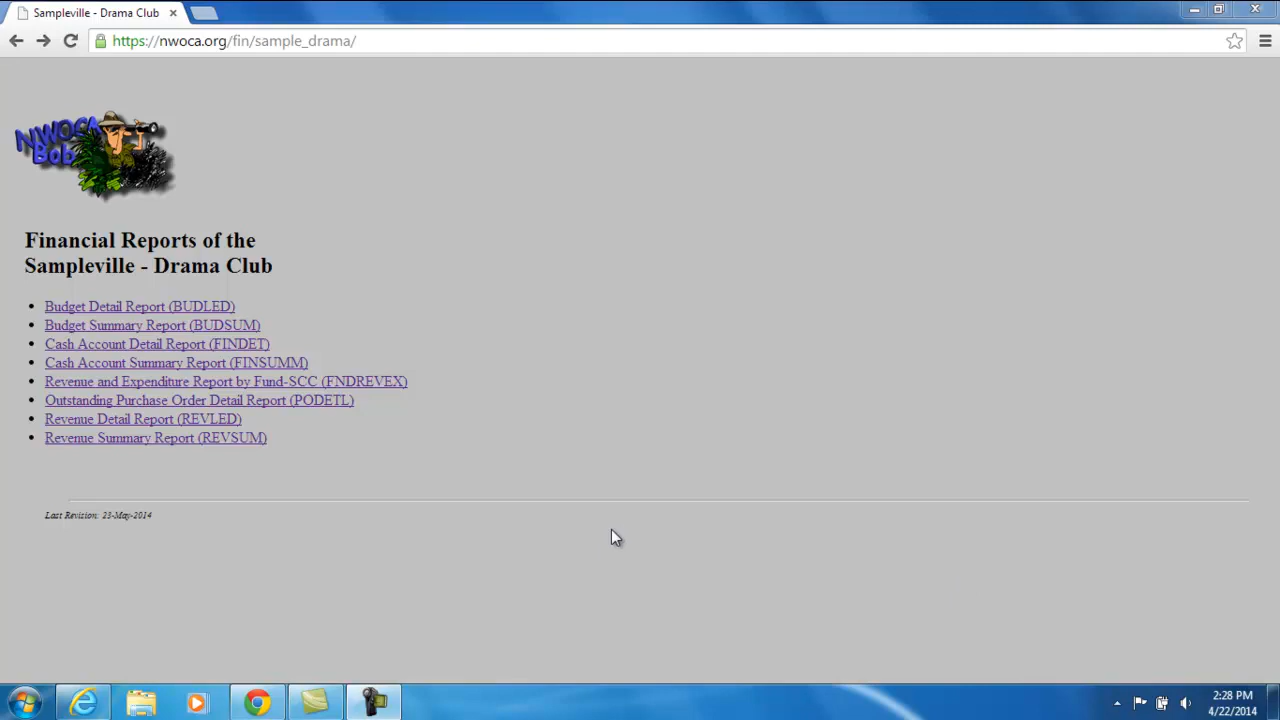 Sampleville - Drama Club
https://nwoca.org/fin/sample_drama/
NWOCA
Bob
Financial Reports of the
Sampleville - Drama Club
Budget Detail Report (BUDLED)
Budget Summary Report (BUDSUM)
Cash Account Detail Report (FINDET)
Cash Account Summary Report (FINSUMM)
Revenue and Expenditure Report by Fund-SCC (FNDREVEX)
Outstanding Purchase Order Detail Report (PODETL)
Revenue Detail Report (REVLED)
Revenue Summary Report (REVSUM)
Last Revision: 23-May-2014
2:28 PM
4/22/2014